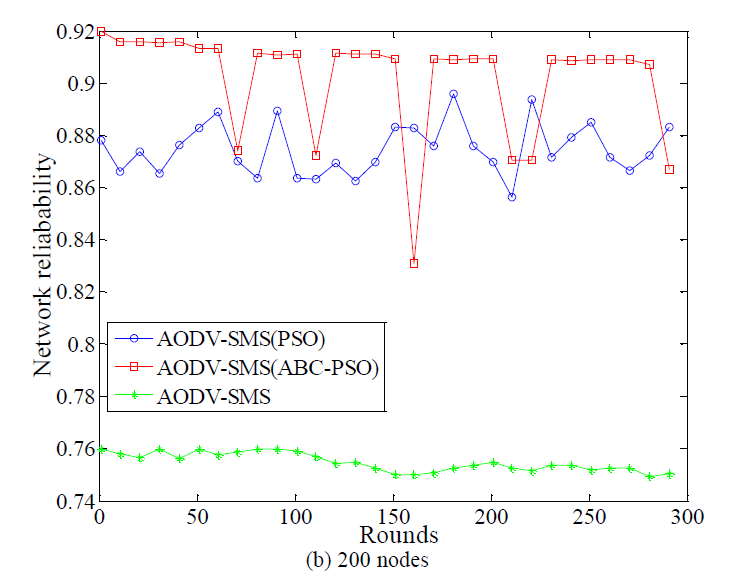 0.92
0.9
0.88
0.86
0.84
0.82
0.8
0.78
0.76
0.74
Network reliabability
AODV-SMS(PSO)
AODV-SMS(ABC-PSO)
AODV-SMS
0 50 100 150 200 250 300
Rounds
(b) 200 nodes